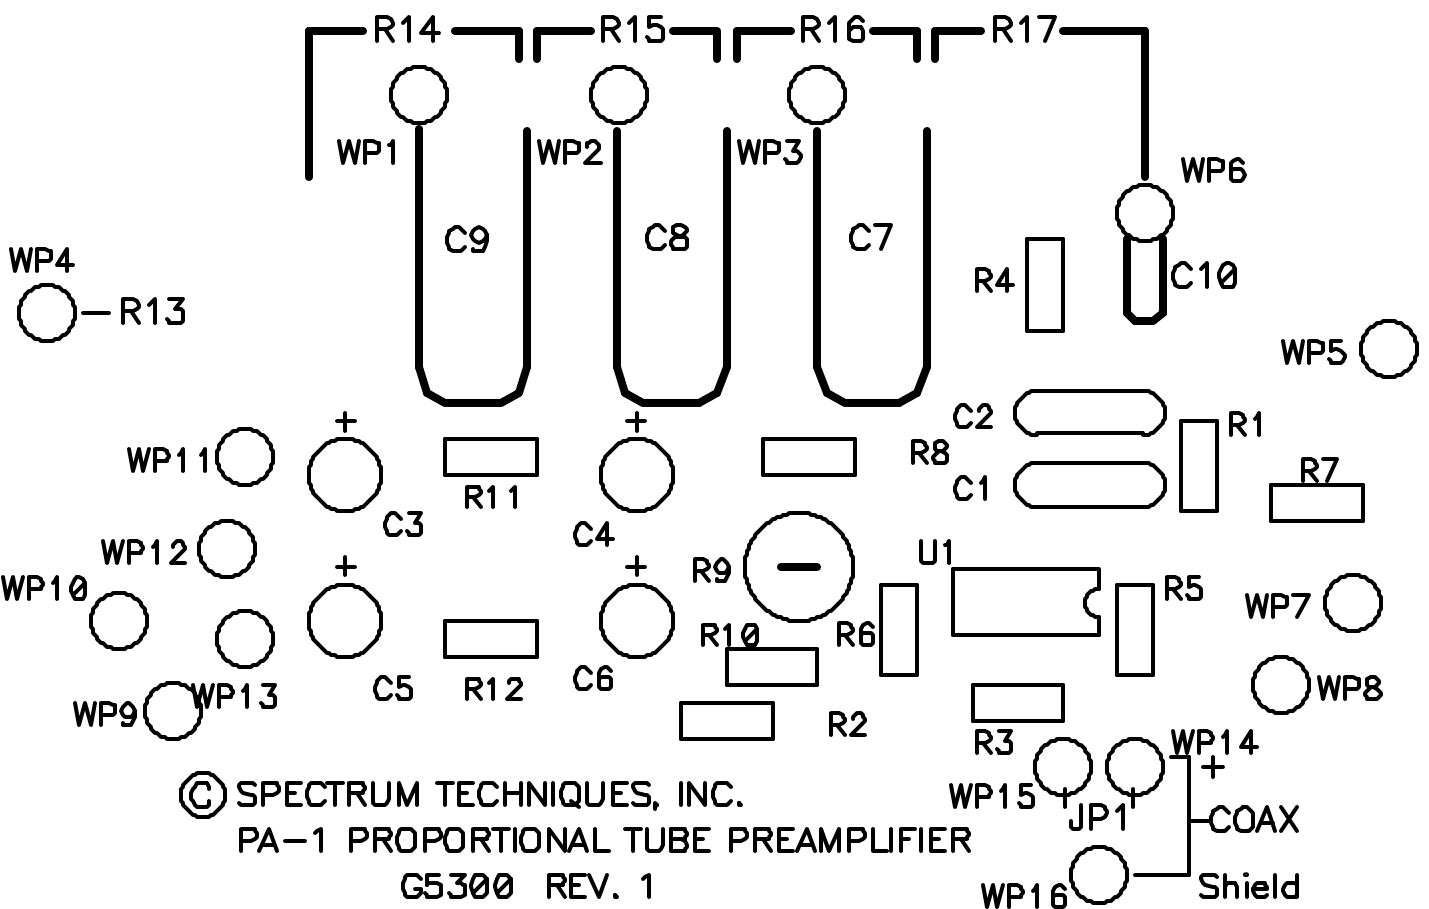 R14 R15 R16 R17
WP1 WP2 WP3 WP6
C9 C8 C7
WP4 R4 C10
R13
WP5
C2 R1
WP11 R8 R7
R11 C1
C3 C4
WP12 U1
R9
WP10 R5
WP7
R10 R6
C5 R12 C6 WP8
WP13
WP9 R2
R3 WP14
+ + + + +
© SPECTRUM TECHNIQUES, INC. WP15
JP1 COAX
PA-1 PROPORTIONAL TUBE PREAMPLIFIER
G5300 REV. 1 WP16 Shield